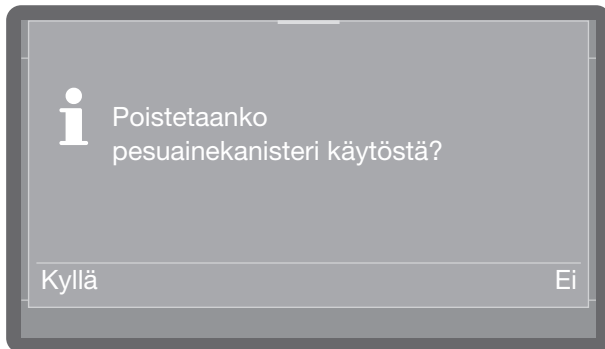 Poistetaanko
pesuainekanisteri käytöstä?
Kyllä
Ei